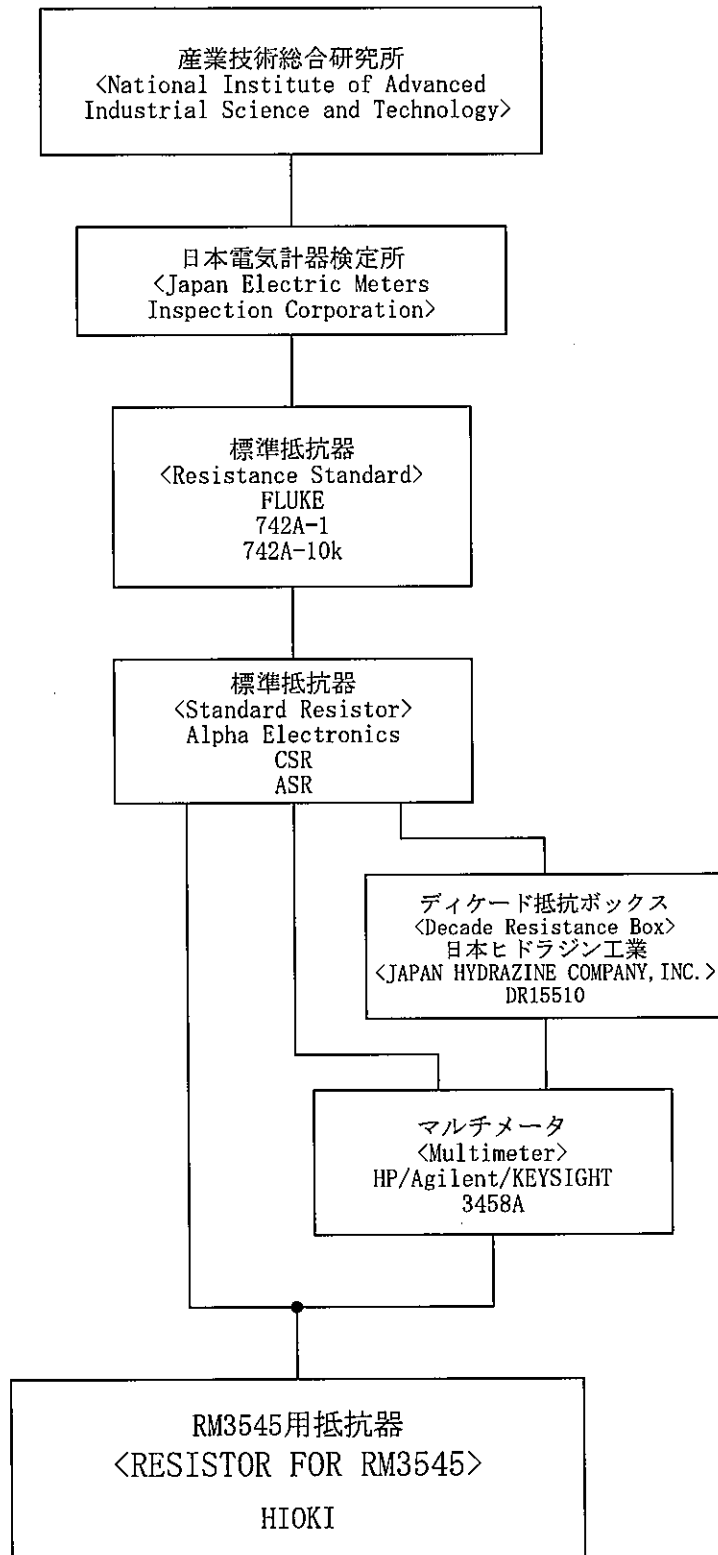 産業技術総合研究所
<National Institute of Advanced
Industrial Science and Technology>
日本電気計器検定所
<Japan Electric Meters
Inspection Corporation>
標準抵抗器
<Resistance Standard>
FLUKE
742A-1
742A-10k
標準抵抗器
<Standard Resistor>
Alpha Electronics
CSR
ASR
ディケード抵抗ボックス
<Decade Resistance Box>
日本ヒドラジン工業
<JAPAN HYDRAZINE COMPANY, INC.>
DR15510
マルチメータ
<Multimeter>
HP/Agilent/KEYSIGHT
3458A
RM3545用抵抗器
<RESISTOR FOR RM3545>
HIOKI